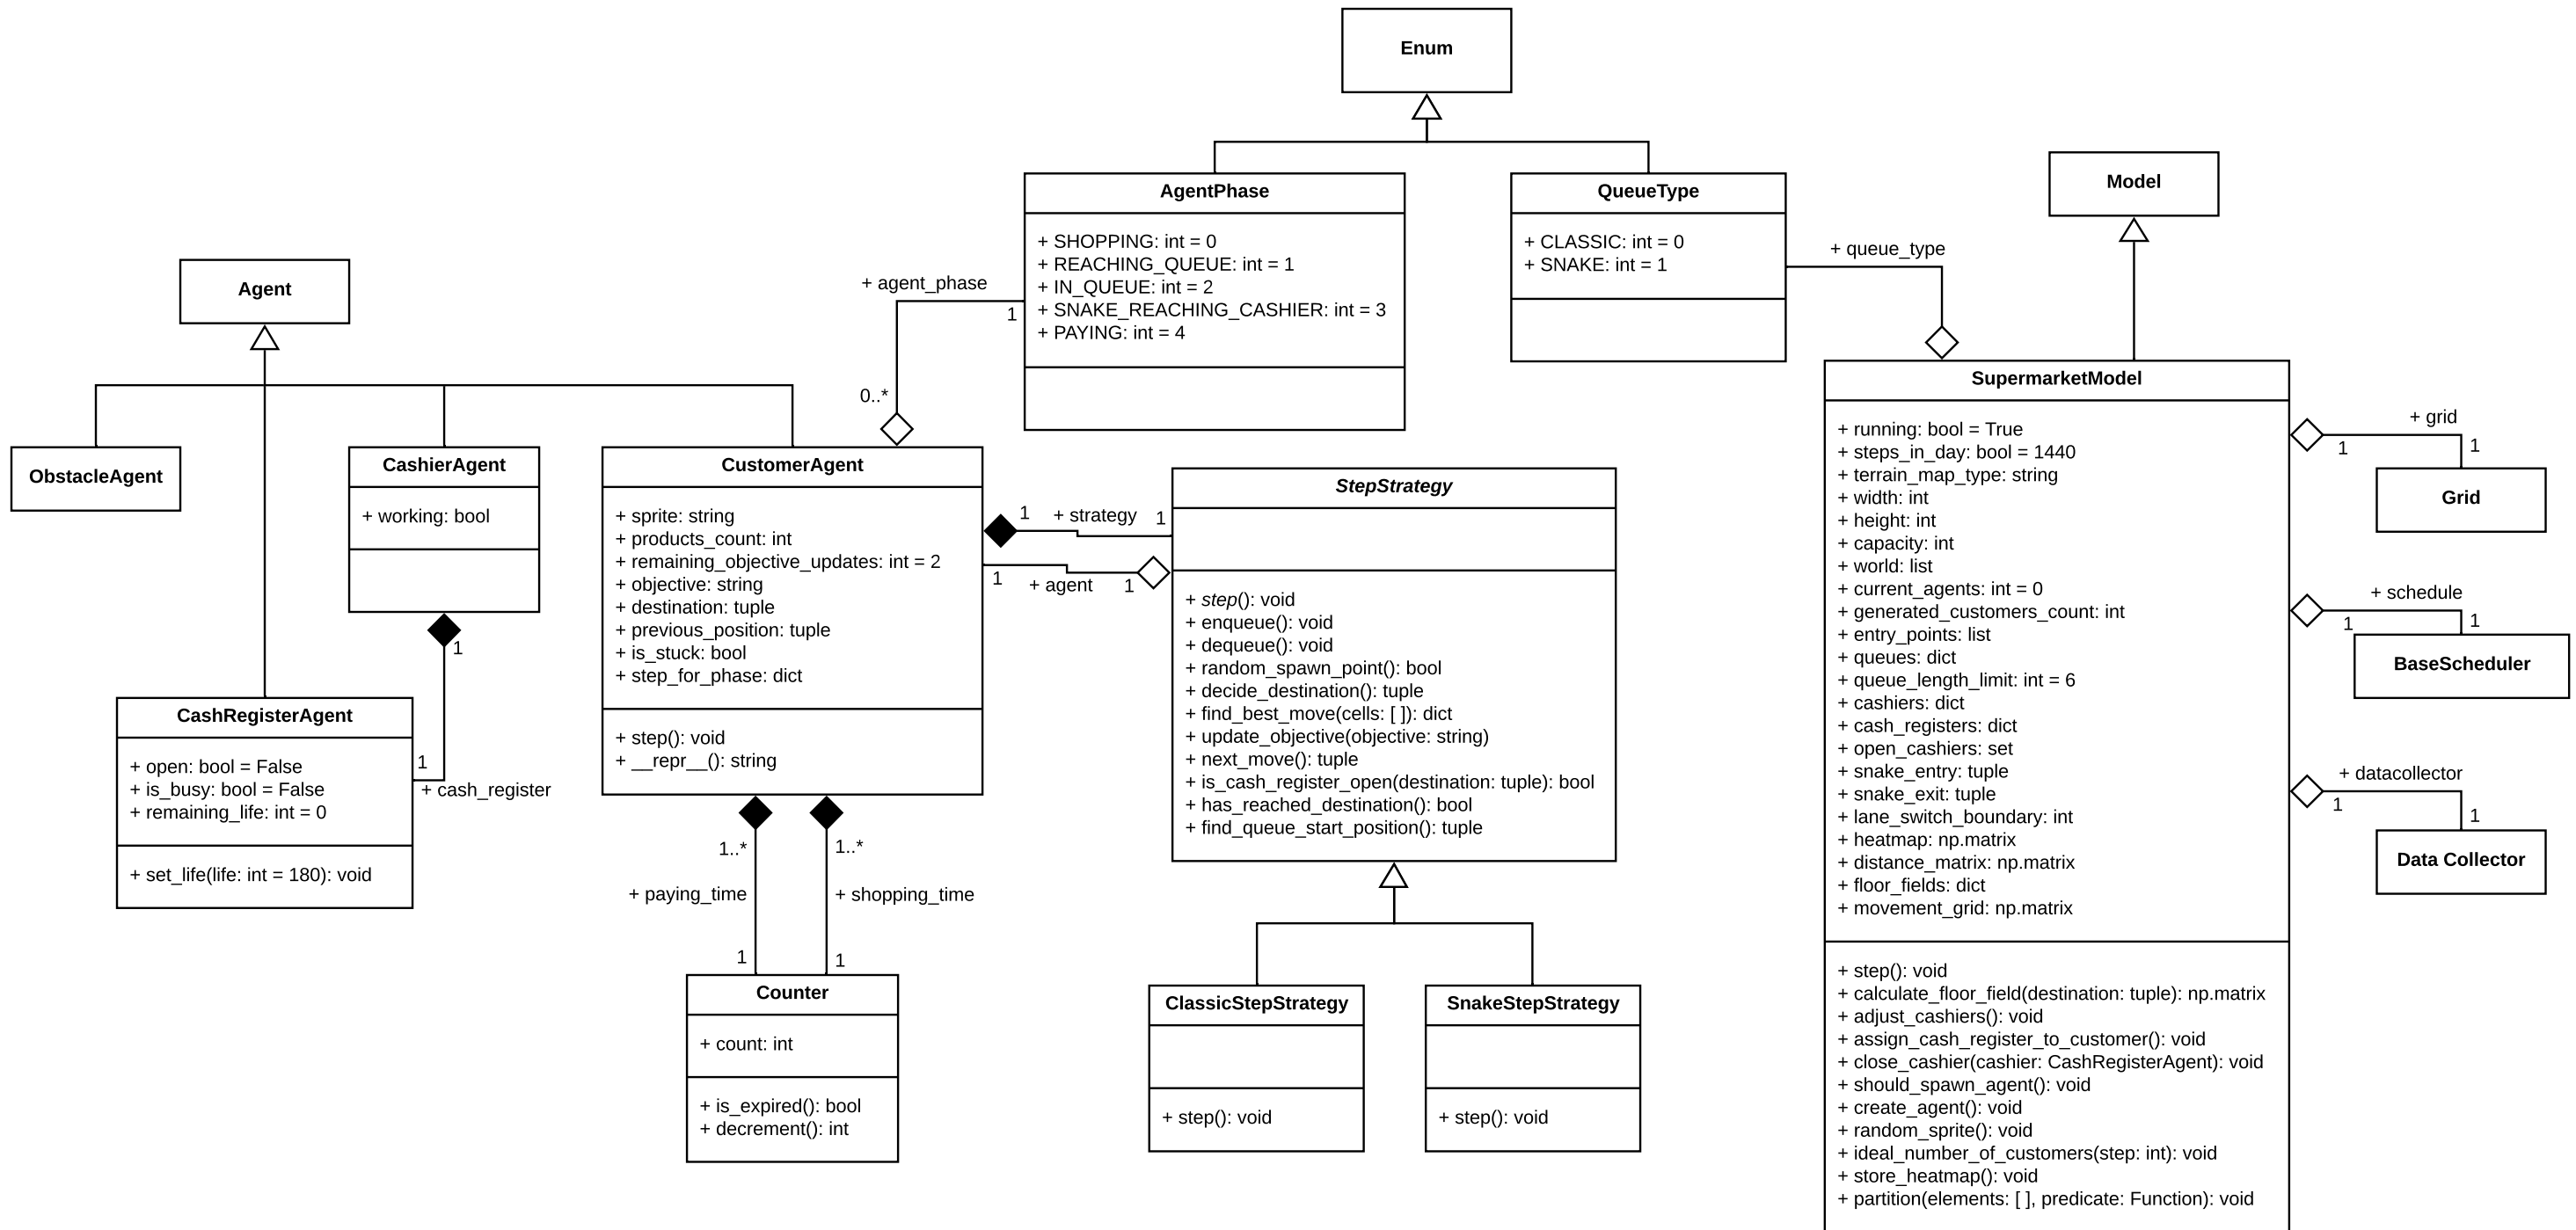 Enum
AgentPhase
+ SHOPPING: int = 0
+ REACHING_QUEUE: int = 1
+ IN_QUEUE: int = 2
+ SNAKE_REACHING_CASHIER: int = 3
+ PAYING: int = 4
QueueType
+ CLASSIC: int = 0
+ SNAKE: int = 1
Model
+ queue_type
Agent
+ agent_phase
1
0..*
ObstacleAgent
CashierAgent
+ working: bool
1
1
+ cash_register
CashRegisterAgent
+ open: bool = False
+ is_busy: bool = False
+ remaining_life: int = 0
+ set_life(life: int = 180): void
CustomerAgent
+ sprite: string
+ products_count: int
+ remaining_objective_updates: int = 2
+ objective: string
+ destination: tuple
+ previous_position: tuple
+ is_stuck: bool
+ step_for_phase: dict
+ step(): void
+ __repr__(): string
1
+ strategy
1
1
+ agent
1
StepStrategy
+ step(): void
+ enqueue(): void
+ dequeue(): void
+ random_spawn_point(): bool
+ decide_destination(): tuple
+ find_best_move(cells: [ ]): dict
+ update_objective(objective: string)
+ next_move(): tuple
+ is_cash_register_open(destination: tuple): bool
+ has_reached_destination(): bool
+ find_queue_start_position(): tuple
1..*
+ paying_time
1
1..*
+ shopping_time
1
Counter
+ count: int
+ is_expired(): bool
+ decrement(): int
ClassicStepStrategy
+ step(): void
SnakeStepStrategy
+ step(): void
SupermarketModel
+ running: bool = True
+ steps_in_day: bool = 1440
+ terrain_map_type: string
+ width: int
+ height: int
+ capacity: int
+ world: list
+ current_agents: int = 0
+ generated_customers_count: int
+ entry_points: list
+ queues: dict
+ queue_length_limit: int = 6
+ cashiers: dict
+ cash_registers: dict
+ open_cashiers: set
+ snake_entry: tuple
+ snake_exit: tuple
+ lane_switch_boundary: int
+ heatmap: np.matrix
+ distance_matrix: np.matrix
+ floor_fields: dict
+ movement_grid: np.matrix
+ step(): void
+ calculate_floor_field(destination: tuple): np.matrix
+ adjust_cashiers(): void
+ assign_cash_register_to_customer(): void
+ close_cashier(cashier: CashRegisterAgent): void
+ should_spawn_agent(): void
+ create_agent(): void
+ random_sprite(): void
+ ideal_number_of_customers(step: int): void
+ store_heatmap(): void
+ partition(elements: [ ], predicate: Function): void
+ grid
1
1
Grid
+ schedule
1
1
BaseScheduler
+ datacollector
1
1
Data Collector